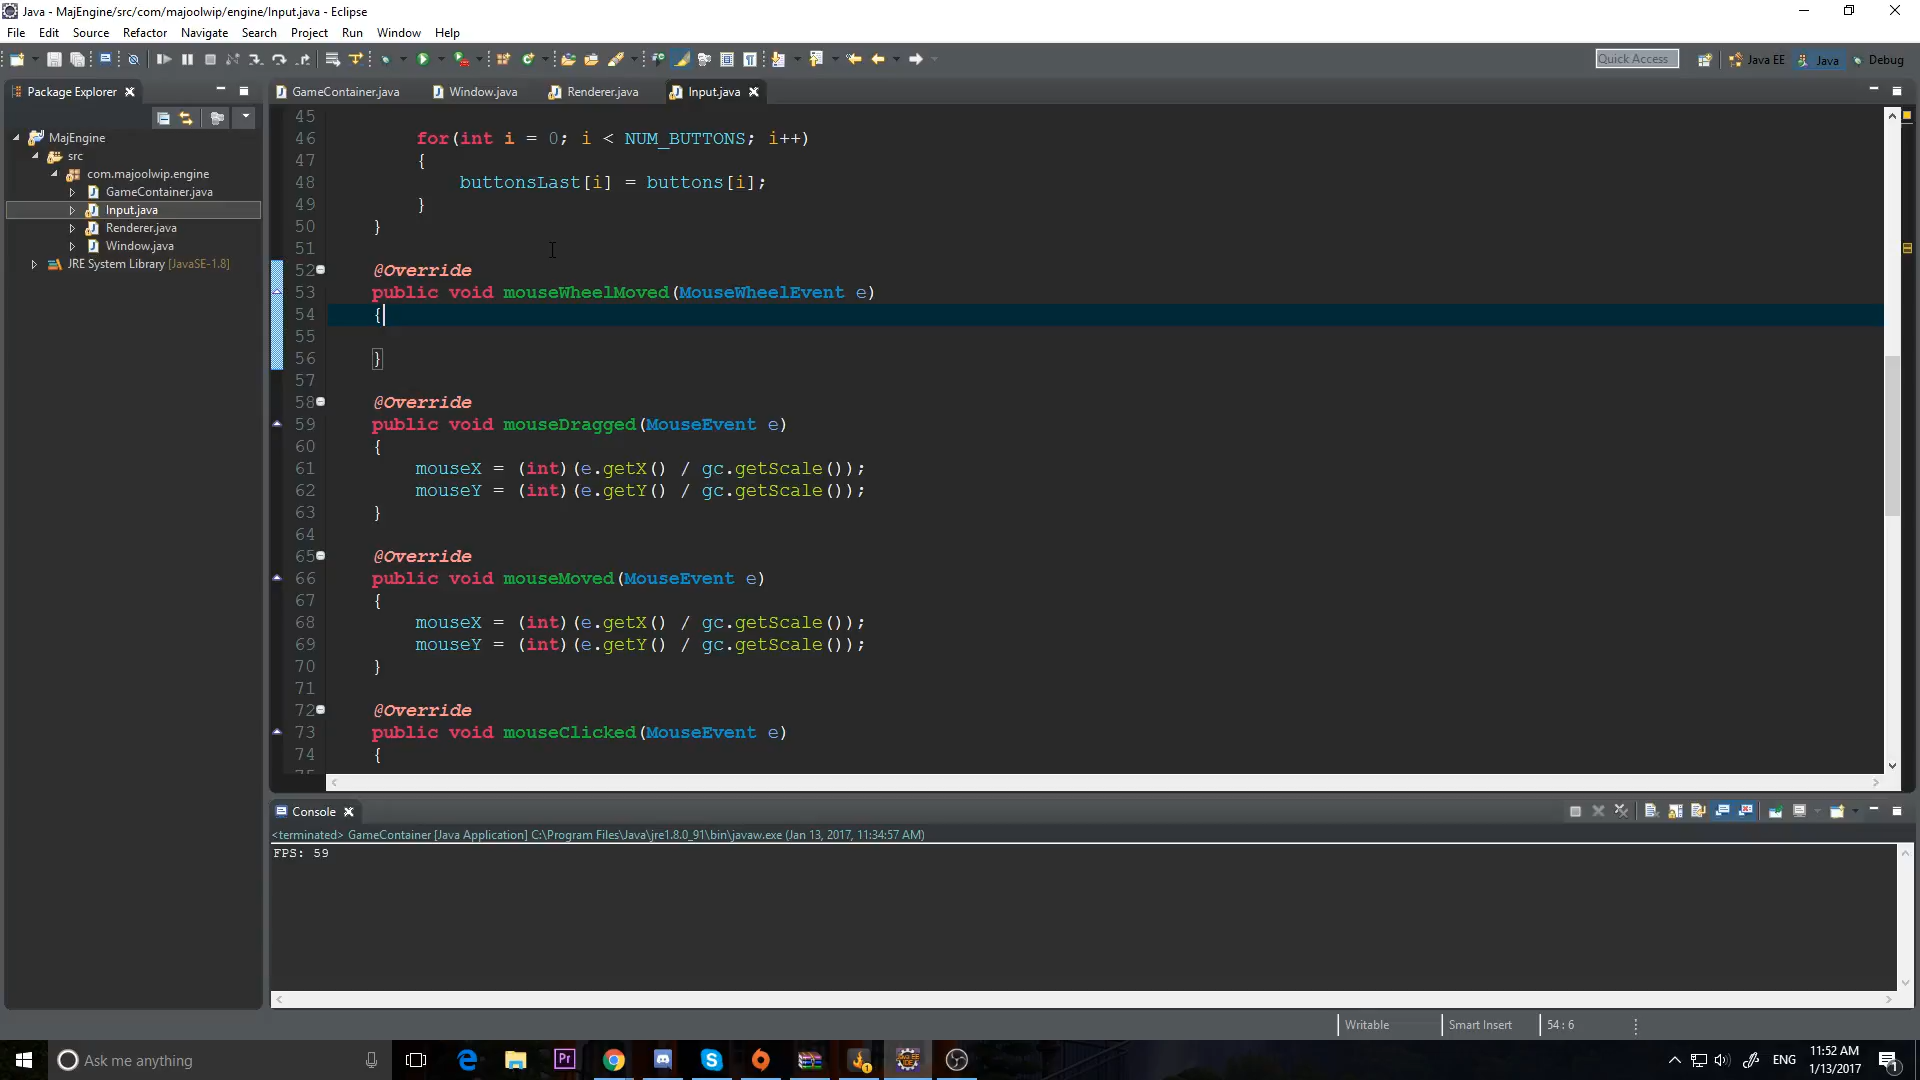 Java - MajEngine/src/com/majoolwip/engine/Input.java - Eclipse
File Edit Source Refactor Navigate Search Project Run Window Help
Quick Access Java EE Java Debug
Package Explorer
GameContainer.java Window.java Renderer.java Input.java
MajEngine
src
com.majoolwip.engine
GameContainer.java
Input.java
Renderer.java
Window.java
JRE System Library [JavaSE-1.8]
45
46 for(int i = 0; i < NUM_BUTTONS; i++)
47 {
48 buttonsLast[i] = buttons[i];
49 }
50 }
51
52 @Override
53 public void mouseWheelMoved(MouseWheelEvent e)
54 {
55
56 }
57
58 @Override
59 public void mouseDragged(MouseEvent e)
60 {
61 mouseX = (int)(e.getX() / gc.getScale());
62 mouseY = (int)(e.getY() / gc.getScale());
63 }
64
65 @Override
66 public void mouseMoved(MouseEvent e)
67 {
68 mouseX = (int)(e.getX() / gc.getScale());
69 mouseY = (int)(e.getY() / gc.getScale());
70 }
71
72 @Override
73 public void mouseClicked(MouseEvent e)
74 {
Console
<terminated> GameContainer [Java Application] C:\Program Files\Java\jre1.8.0_91\bin\javaw.exe (Jan 13, 2017, 11:34:57 AM)
FPS: 59
Writable Smart Insert 54 : 6
Ask me anything
ENG
11:52 AM
1/13/2017